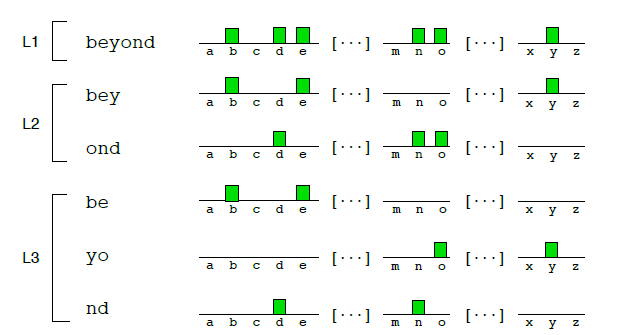 L1 beyond a b c d e [···] m n o [···] x y z
bey a b c d e [···] m n o [···] x y z
L2
ond a b c d e [···] m n o [···] x y z
be a b c d e [···] m n o [···] x y z
L3 yo a b c d e [···] m n o [···] x y z
nd a b c d e [···] m n o [···] x y z